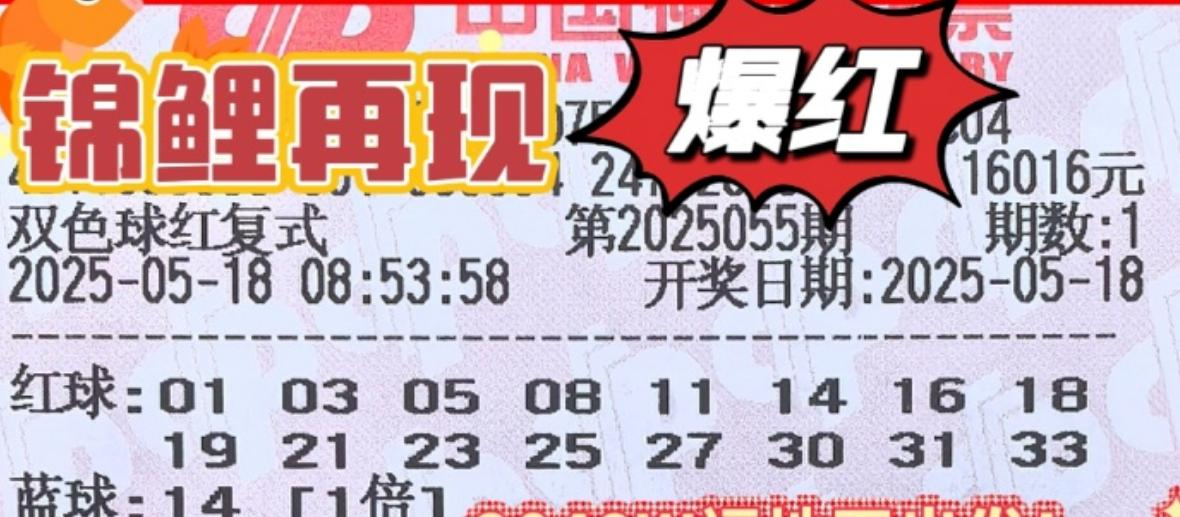 锦鲤再现
爆红
16016元
双色球红复式 第2025055期 期数:1
2025-05-18 08:53:58 开奖日期:2025-05-18
红球:01 03 05 08 11 14 16 18
19 21 23 25 27 30 31 33
蓝球:14 [1倍]